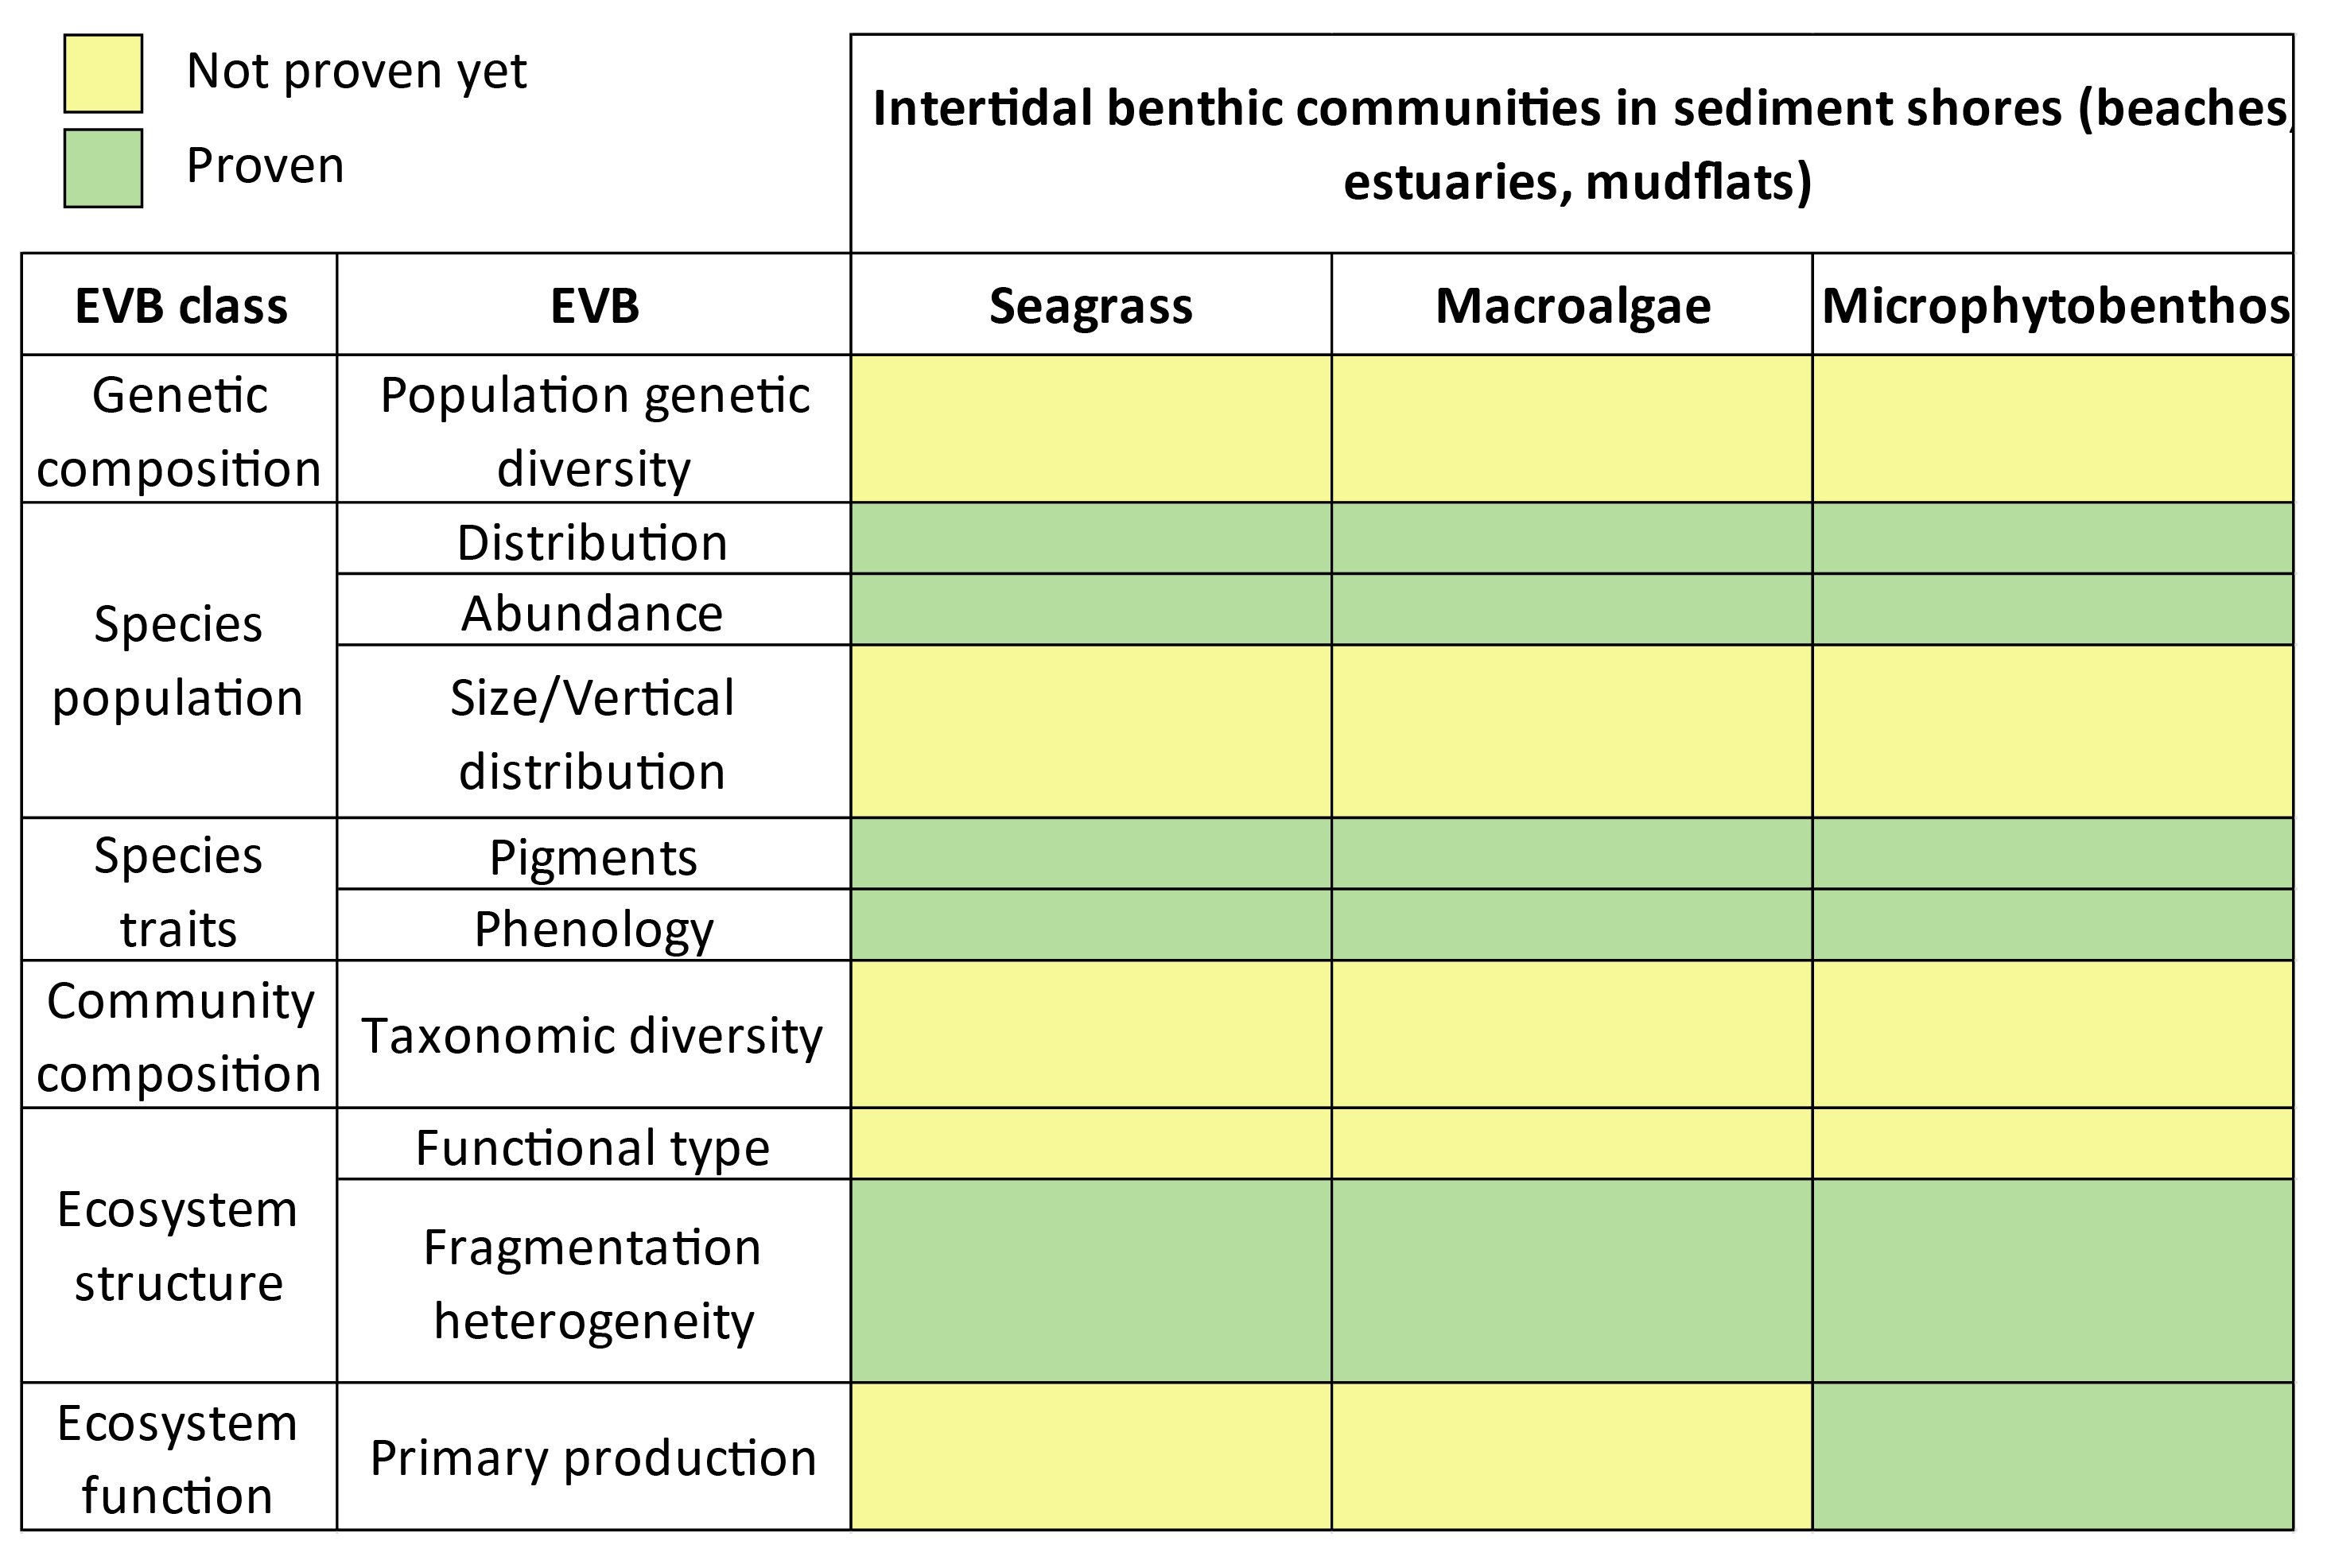 Not proven yet
Proven
Intertidal benthic communities in sediment shores (beaches,
estuaries, mudflats)
EVB class
EVB
Seagrass
Macroalgae
Microphytobenthos
Genetic
composition
Population genetic
diversity
Species
population
Distribution
Abundance
Size/Vertical
distribution
Species
traits
Pigments
Phenology
Community
composition
Taxonomic diversity
Ecosystem
structure
Functional type
Fragmentation
heterogeneity
Ecosystem
function
Primary production